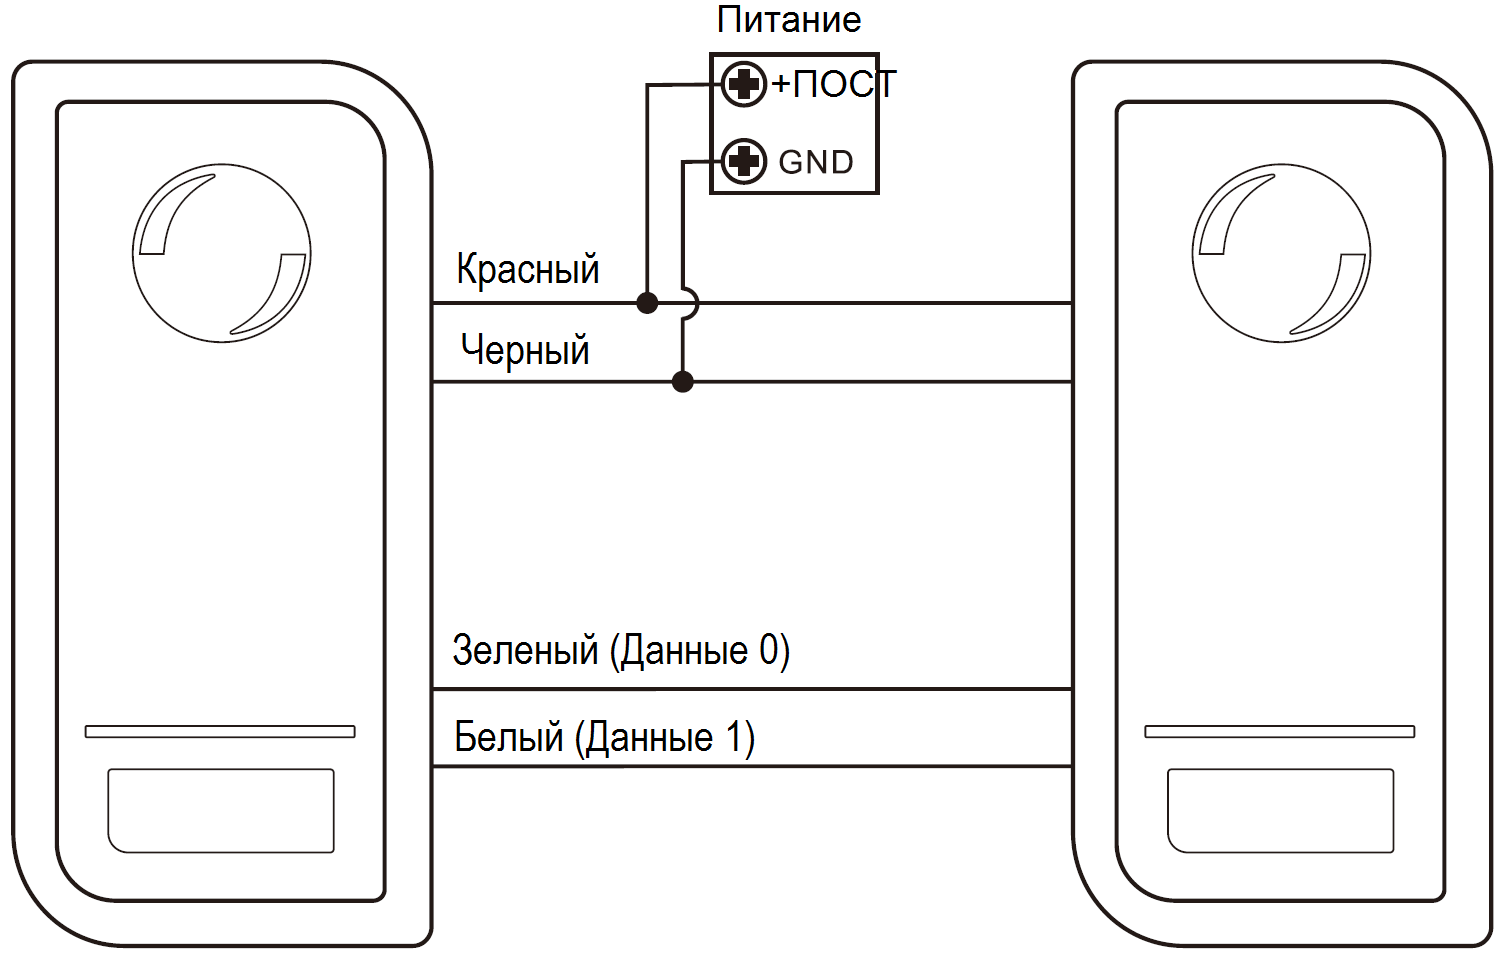 Питание
+ПОСТ
GND
Красный
Черный
Зеленый (Данные 0)
Белый (Данные 1)